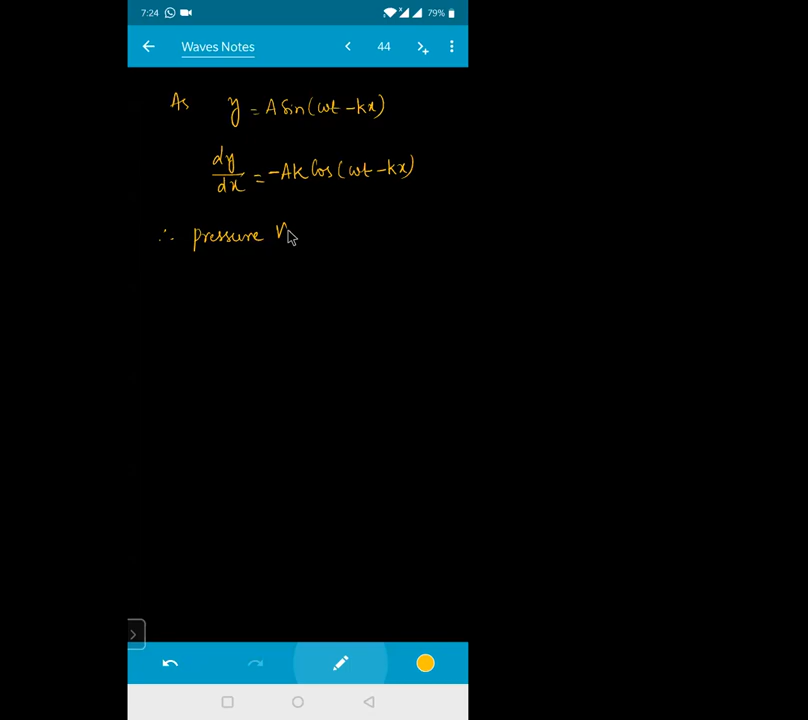 7:24 79%
Waves Notes 44
As y = A Sin(ωt - kx)
dy/dx = -AK Cos(ωt - kx)
∴ pressure